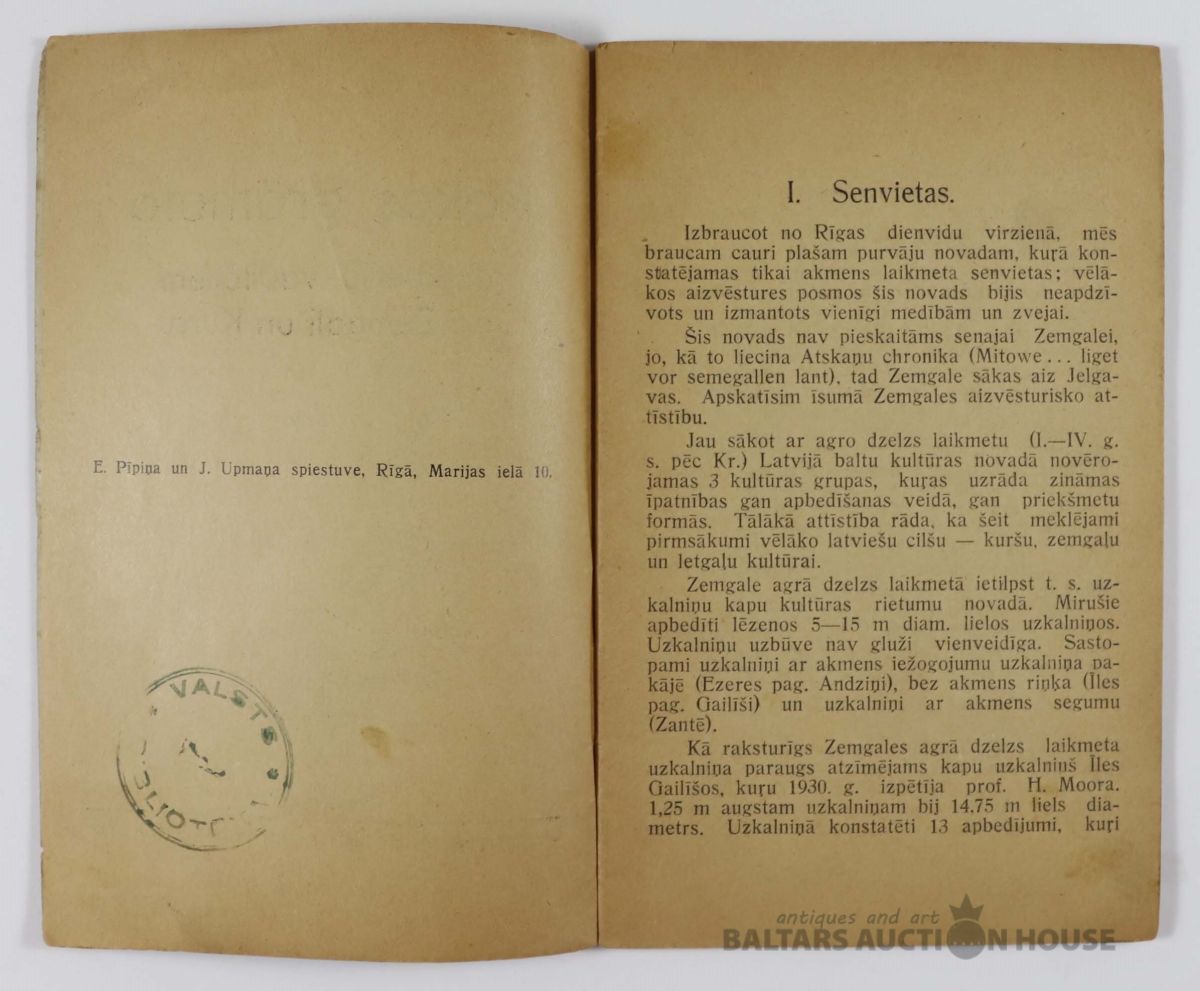 E. Pīpiņa un J. Upmaņa spiestuve, Rīgā, Marijas ielā 10.
VALSTS
I. Senvietas.
Izbraucot no Rīgas dienvidu virzienā, mēs
braucam cauri plašam purvāju novadam, kuŗā kon-
statējamas tikai akmens laikmeta senvietas; vēlā-
kos aizvēstures posmos šis novads bijis neapdzī-
vots un izmantots vienīgi medībām un zvejai.
Šis novads nav pieskaitāms senajai Zemgalei,
jo, kā to liecina Atskaņu chronika (Mitowe... liget
vor semegallen lant), tad Zemgale sākas aiz Jelga-
vas. Apskatīsim īsumā Zemgales aizvēsturisko at-
tīstību.
Jau sākot ar agro dzelzs laikmetu (I.—IV. g.
s. pēc Kr.) Latvijā baltu kultūras novadā novēro-
jamas 3 kultūras grupas, kuŗas uzrāda zināmas
īpatnības gan apbedīšanas veidā, gan priekšmetu
formās. Tālākā attīstība rāda, ka šeit meklējami
pirmsākumi vēlāko latviešu cilšu — kuršu, zemgaļu
un letgaļu kultūrai.
Zemgale agrā dzelzs laikmetā ietilpst t. s. uz-
kalniņu kapu kultūras rietumu novadā. Mirušie
apbedīti lēzenos 5—15 m diam. lielos uzkalniņos.
Uzkalniņu uzbūve nav gluži vienveidīga. Sasto-
pami uzkalniņi ar akmens iežogojumu uzkalniņa pa-
kājē (Ezeres pag. Andziņi), bez akmens riņķa (Īles
pag. Gailīši) un uzkalniņi ar akmens segumu
(Zantē).
Kā raksturīgs Zemgales agrā dzelzs laikmeta
uzkalniņa paraugs atzīmējams kapu uzkalniņš Īles
Gailīšos, kuŗu 1930. g. izpētīja prof. H. Moora.
1,25 m augstam uzkalniņam bij 14,75 m liels dia-
metrs. Uzkalniņā konstatēti 13 apbedījumi, kuŗi
antiques and art
BALTARS AUCTION HOUSE